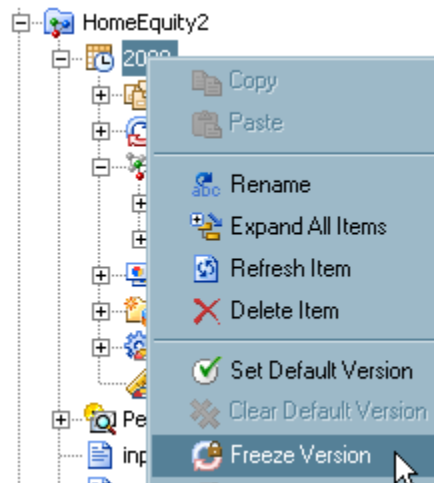 HomeEquity2
Copy
Paste
Rename
Expand All Items
Refresh Item
Delete Item
Set Default Version
Clear Default Version
Freeze Version